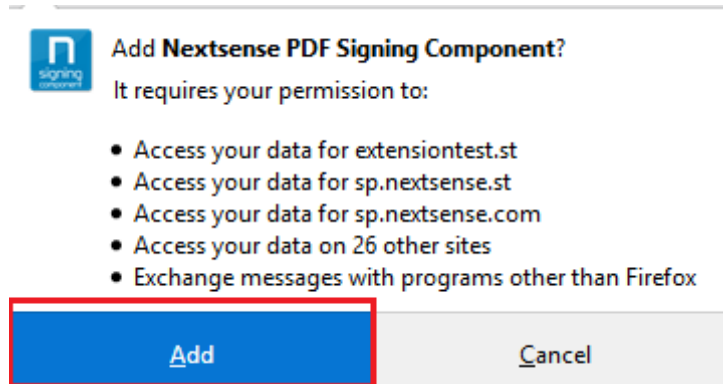 n
signing
component
Add Nextsense PDF Signing Component?
It requires your permission to:
• Access your data for extensiontest.st
• Access your data for sp.nextsense.st
• Access your data for sp.nextsense.com
• Access your data on 26 other sites
• Exchange messages with programs other than Firefox
Add
Cancel